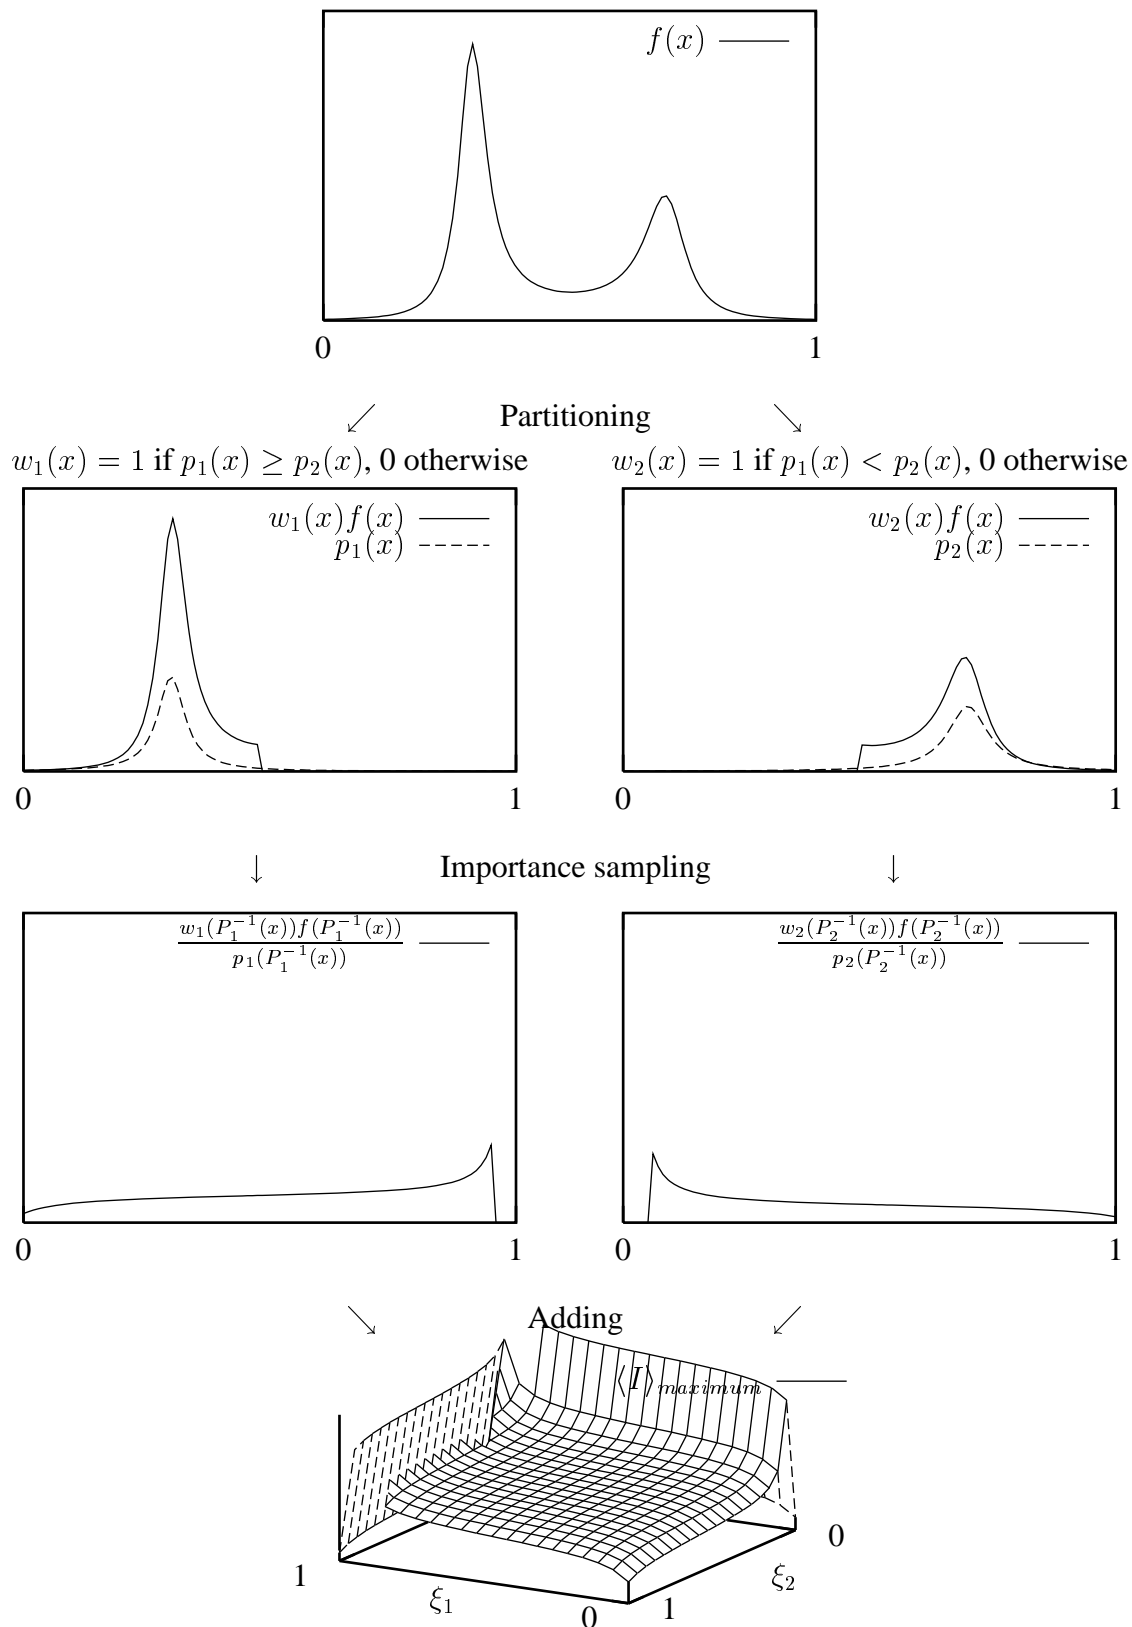 f(x)
0 1
Partitioning
w₁(x) = 1 if p₁(x) ≥ p₂(x), 0 otherwise
w₂(x) = 1 if p₁(x) < p₂(x), 0 otherwise
w₁(x)f(x)
p₁(x)
0 1
w₂(x)f(x)
p₂(x)
0 1
Importance sampling
w₁(P₁⁻¹(x))f(P₁⁻¹(x))
p₁(P₁⁻¹(x))
0 1
w₂(P₂⁻¹(x))f(P₂⁻¹(x))
p₂(P₂⁻¹(x))
0 1
Adding
⟨I⟩maximum
1 ξ₁ 0
1 ξ₂ 0